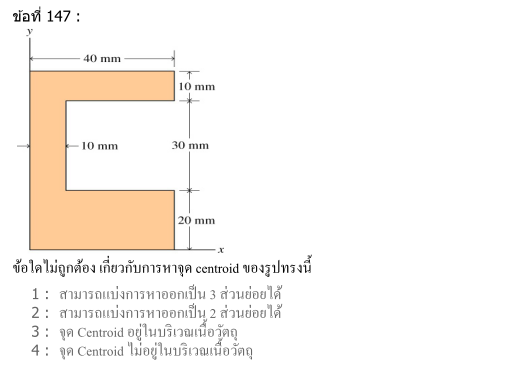 ข้อที่ 147 :
y
40 mm
10 mm
10 mm
30 mm
20 mm
x
ข้อใดไม่ถูกต้อง เกี่ยวกับการหาจุด centroid ของรูปทรงนี้
1 : สามารถแบ่งการหาออกเป็น 3 ส่วนย่อยได้
2 : สามารถแบ่งการหาออกเป็น 2 ส่วนย่อยได้
3 : จุด Centroid อยู่ในบริเวณเนื้อวัตถุ
4 : จุด Centroid ไม่อยู่ในบริเวณเนื้อวัตถุ